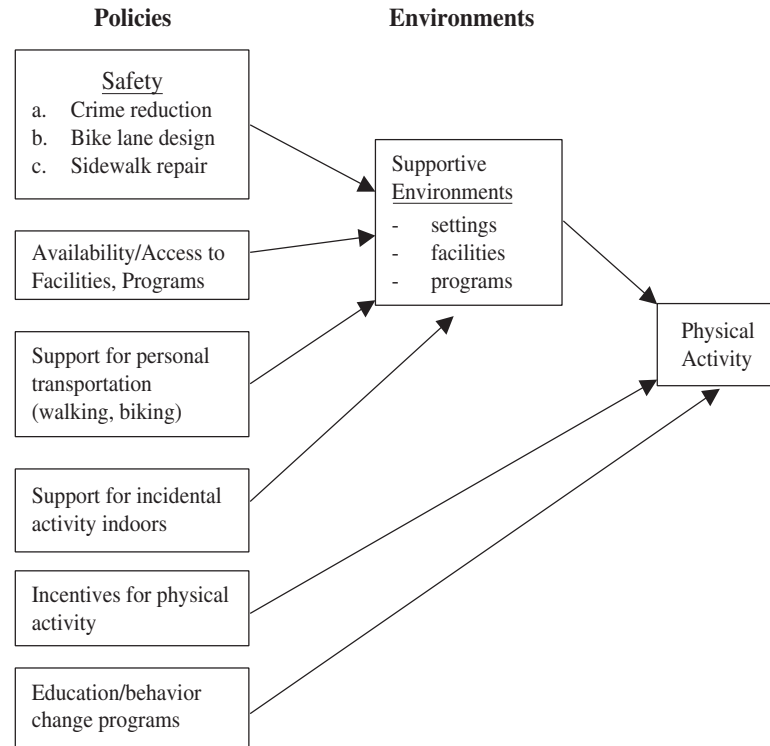 Policies
Environments
Safety
a. Crime reduction
b. Bike lane design
c. Sidewalk repair
Availability/Access to
Facilities, Programs
Support for personal
transportation
(walking, biking)
Support for incidental
activity indoors
Incentives for physical
activity
Education/behavior
change programs
Supportive
Environments
- settings
- facilities
- programs
Physical
Activity